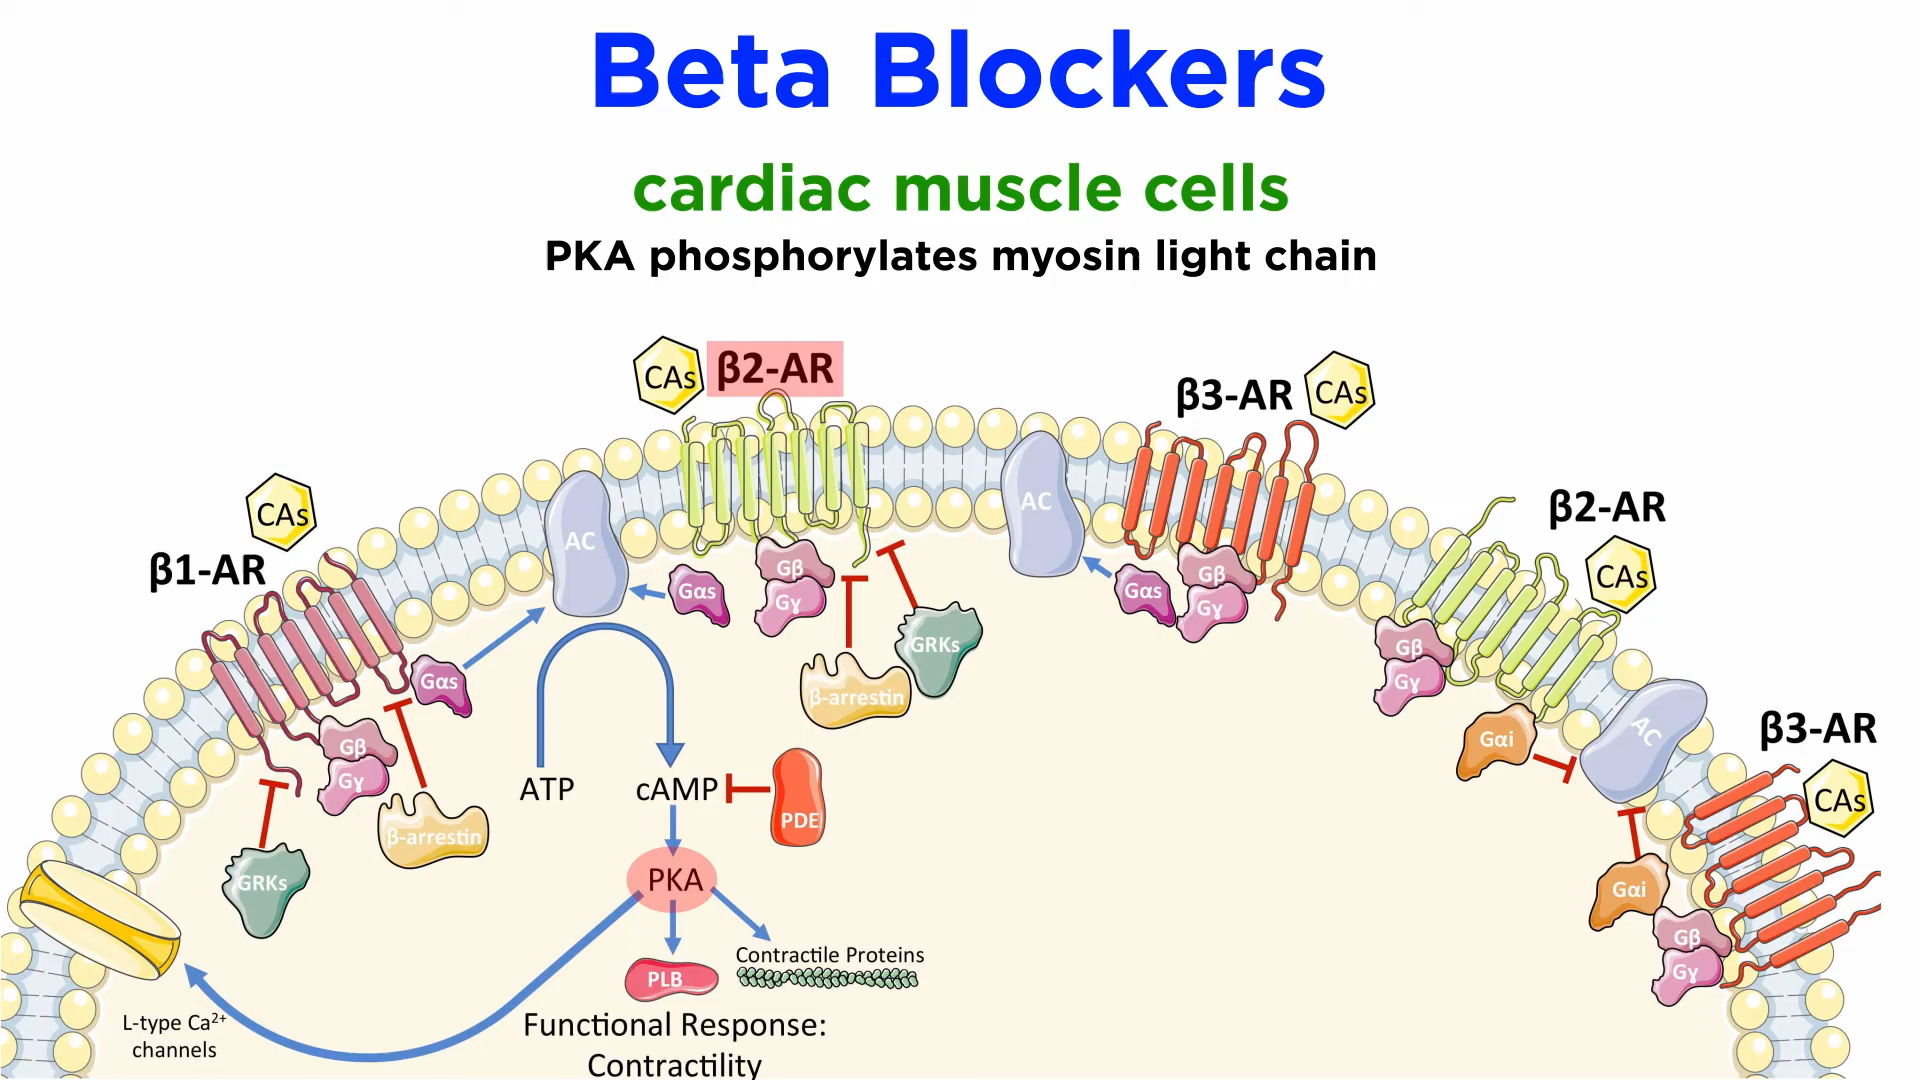 Beta Blockers
cardiac muscle cells
PKA phosphorylates myosin light chain
CAs
β2-AR
β3-AR
CAs
CAs
β1-AR
AC
Gαs
Gβ
Gγ
GRKs
β-arrestin
AC
Gαs
Gβ
Gγ
β2-AR
CAs
Gβ
Gγ
Gαi
AC
β3-AR
CAs
Gαi
Gβ
Gγ
Gαs
Gβ
Gγ
β-arrestin
GRKs
ATP
cAMP
PDE
PKA
PLB
Contractile Proteins
L-type Ca²⁺
channels
Functional Response:
Contractility